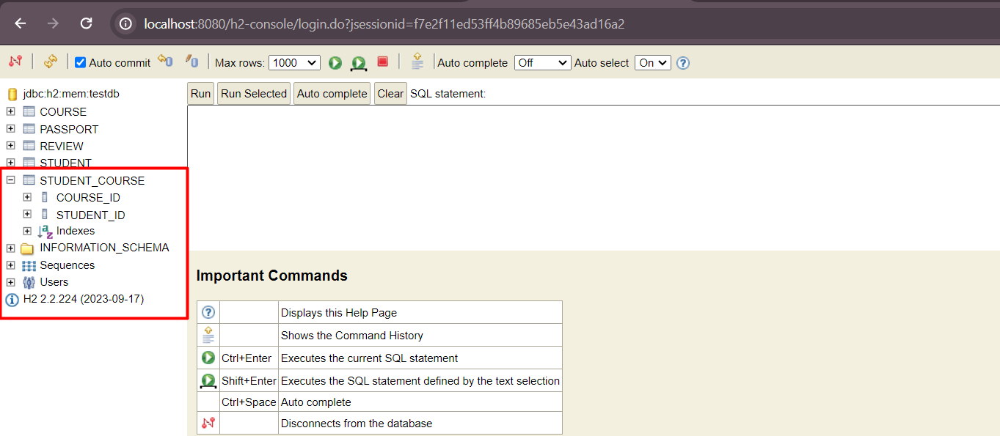 localhost:8080/h2-console/login.do?jsessionid=f7e2f11ed53ff4b89685eb5e43ad16a2
Auto commit Max rows: 1000 Auto complete Off Auto select On
jdbc:h2:mem:testdb
COURSE
PASSPORT
REVIEW
STUDENT
STUDENT_COURSE
COURSE_ID
STUDENT_ID
Indexes
INFORMATION_SCHEMA
Sequences
Users
H2 2.2.224 (2023-09-17)
Run Run Selected Auto complete Clear SQL statement:
Important Commands
Displays this Help Page
Shows the Command History
Ctrl+Enter Executes the current SQL statement
Shift+Enter Executes the SQL statement defined by the text selection
Ctrl+Space Auto complete
Disconnects from the database